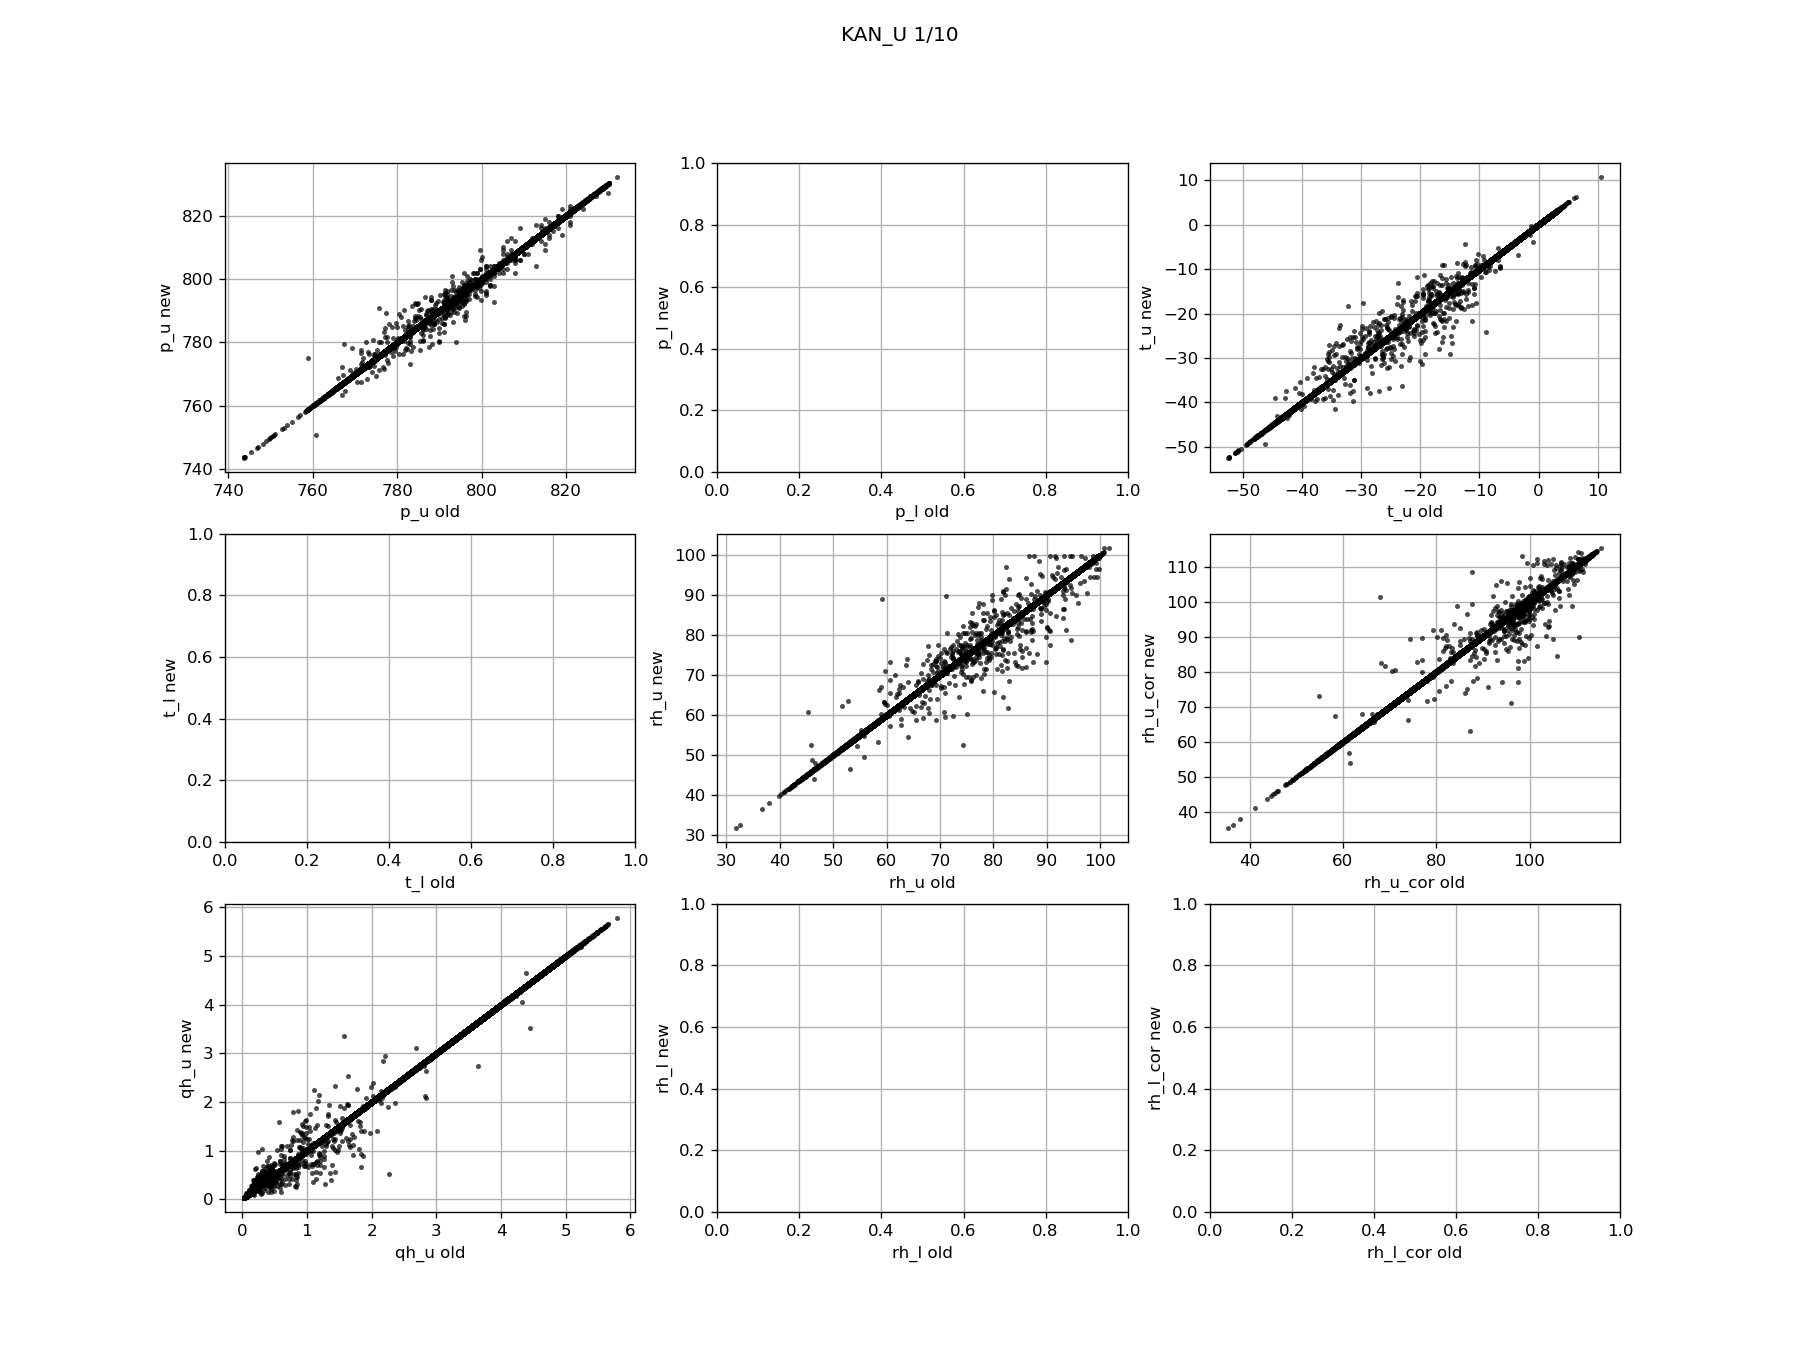 KAN_U 1/10
p_u new
820
800
780
760
740
740 760 780 800 820
p_u old
p_l new
1.0
0.8
0.6
0.4
0.2
0.0
0.0 0.2 0.4 0.6 0.8 1.0
p_l old
t_u new
10
0
−10
−20
−30
−40
−50
−50 −40 −30 −20 −10 0 10
t_u old
t_l new
1.0
0.8
0.6
0.4
0.2
0.0
0.0 0.2 0.4 0.6 0.8 1.0
t_l old
rh_u new
100
90
80
70
60
50
40
30
30 40 50 60 70 80 90 100
rh_u old
rh_u_cor new
110
100
90
80
70
60
50
40
40 60 80 100
rh_u_cor old
qh_u new
6
5
4
3
2
1
0
0 1 2 3 4 5 6
qh_u old
rh_l new
1.0
0.8
0.6
0.4
0.2
0.0
0.0 0.2 0.4 0.6 0.8 1.0
rh_l old
rh_l_cor new
1.0
0.8
0.6
0.4
0.2
0.0
0.0 0.2 0.4 0.6 0.8 1.0
rh_l_cor old